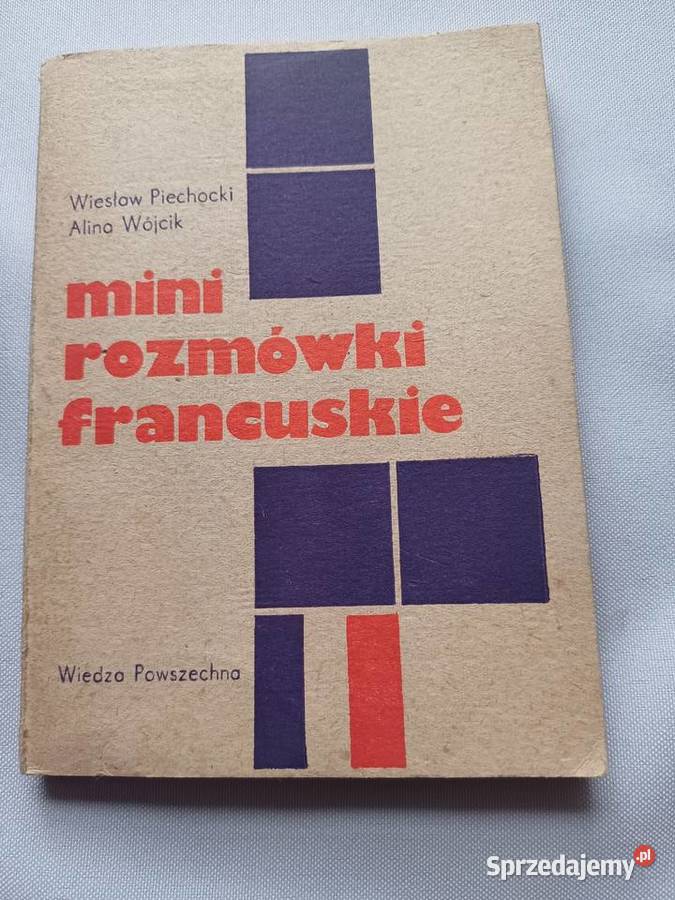 Wiesław Piechocki
Alina Wójcik
mini
rozmówki
francuskie
Wiedza Powszechna
Sprzedajemy.pl